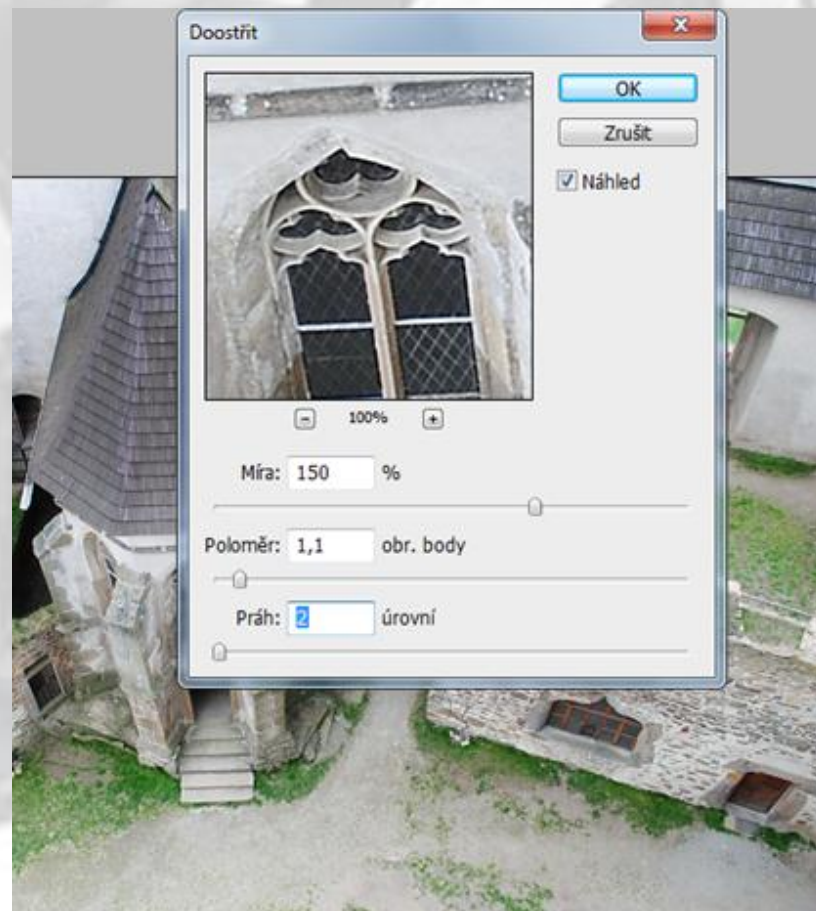 Doostřit
OK
Zrušit
Náhled
100%
Míra: 150 %
Poloměr: 1,1 obr. body
Práh: 2 úrovní